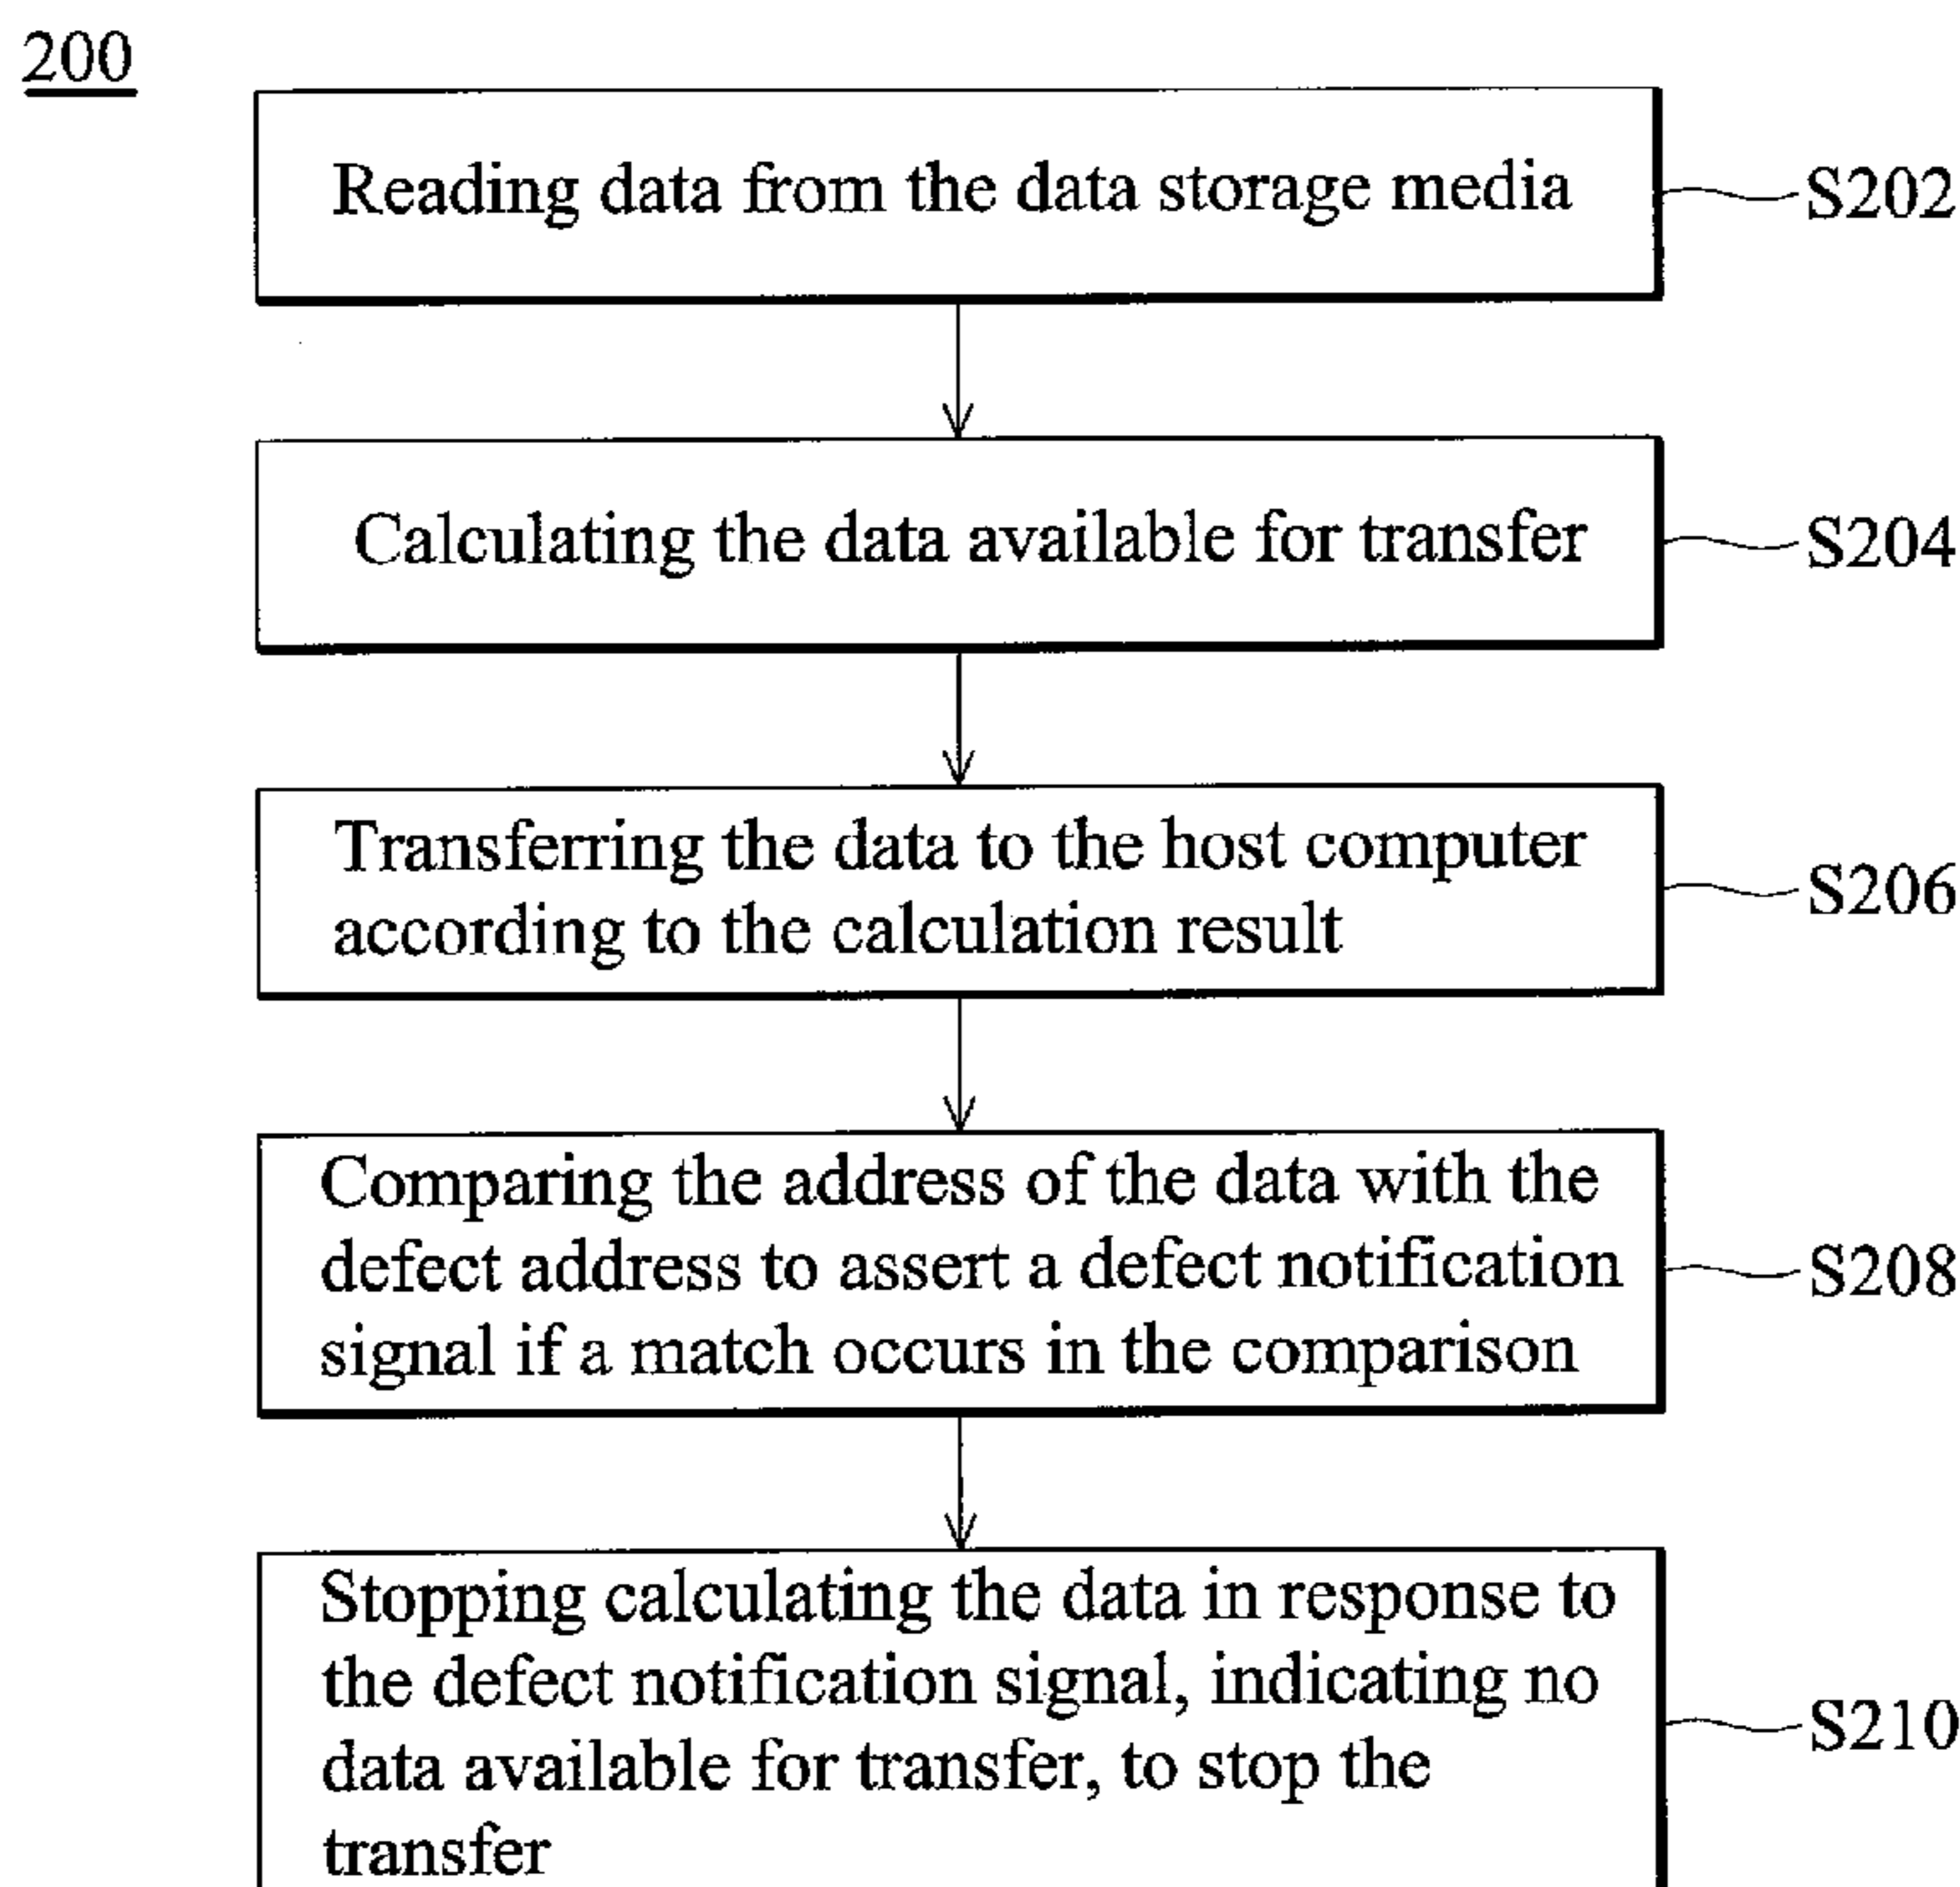 200
Reading data from the data storage media
S202
Calculating the data available for transfer
S204
Transferring the data to the host computer
according to the calculation result
S206
Comparing the address of the data with the
defect address to assert a defect notification
signal if a match occurs in the comparison
S208
Stopping calculating the data in response to
the defect notification signal, indicating no
data available for transfer, to stop the
transfer
S210